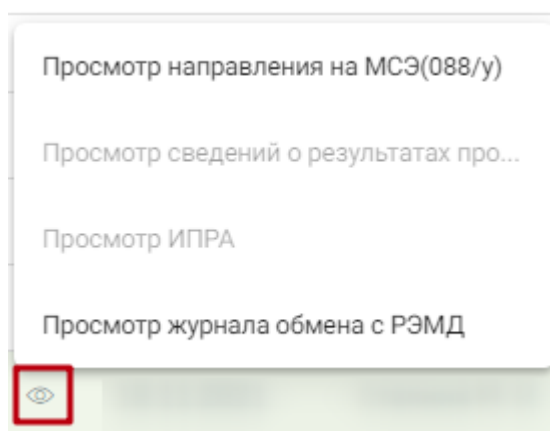 Просмотр направления на МСЭ(088/у)
Просмотр сведений о результатах про...
Просмотр ИПРА
Просмотр журнала обмена с РЭМД